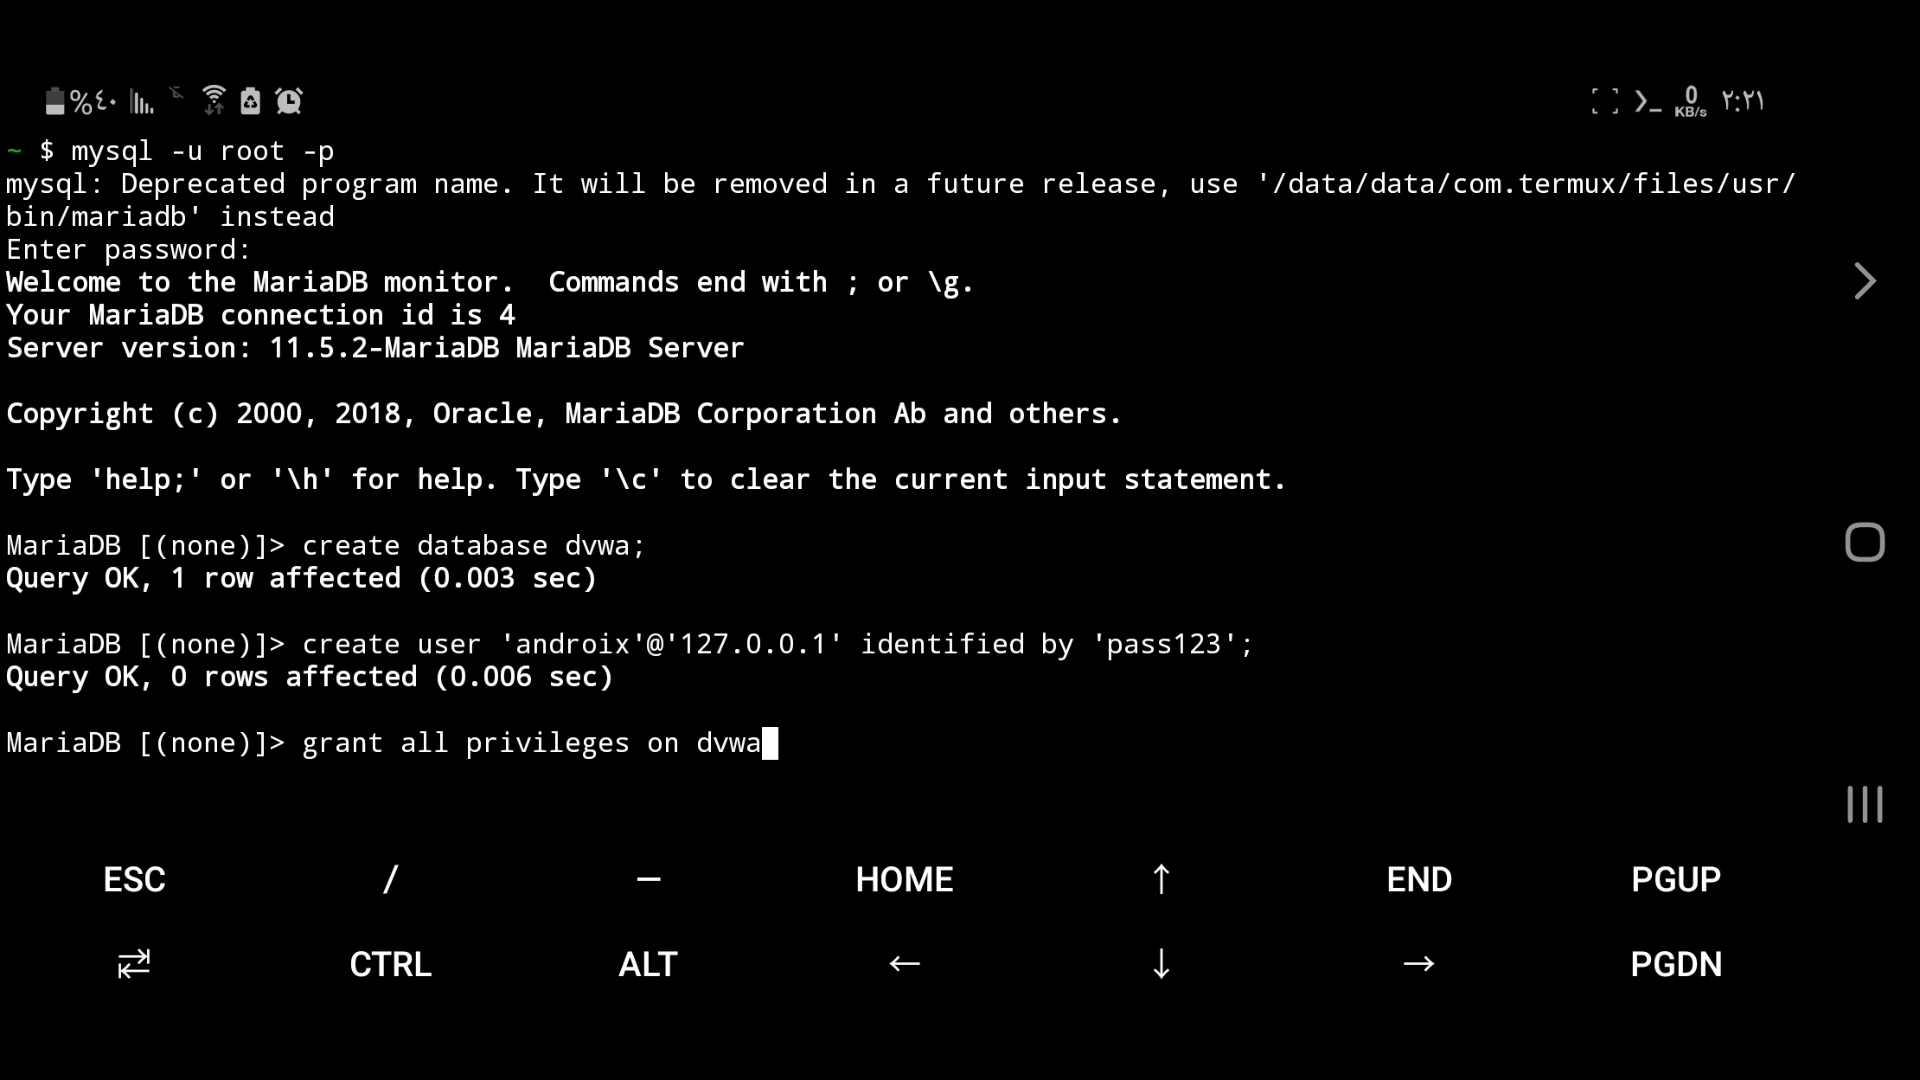 %٤٠ 0 KB/s ٢:٢١
~ $ mysql -u root -p
mysql: Deprecated program name. It will be removed in a future release, use '/data/data/com.termux/files/usr/
bin/mariadb' instead
Enter password:
Welcome to the MariaDB monitor.  Commands end with ; or \g.
Your MariaDB connection id is 4
Server version: 11.5.2-MariaDB MariaDB Server
Copyright (c) 2000, 2018, Oracle, MariaDB Corporation Ab and others.
Type 'help;' or '\h' for help. Type '\c' to clear the current input statement.
MariaDB [(none)]> create database dvwa;
Query OK, 1 row affected (0.003 sec)
MariaDB [(none)]> create user 'androix'@'127.0.0.1' identified by 'pass123';
Query OK, 0 rows affected (0.006 sec)
MariaDB [(none)]> grant all privileges on dvwa
ESC / — HOME ↑ END PGUP
⇄ CTRL ALT ← ↓ → PGDN